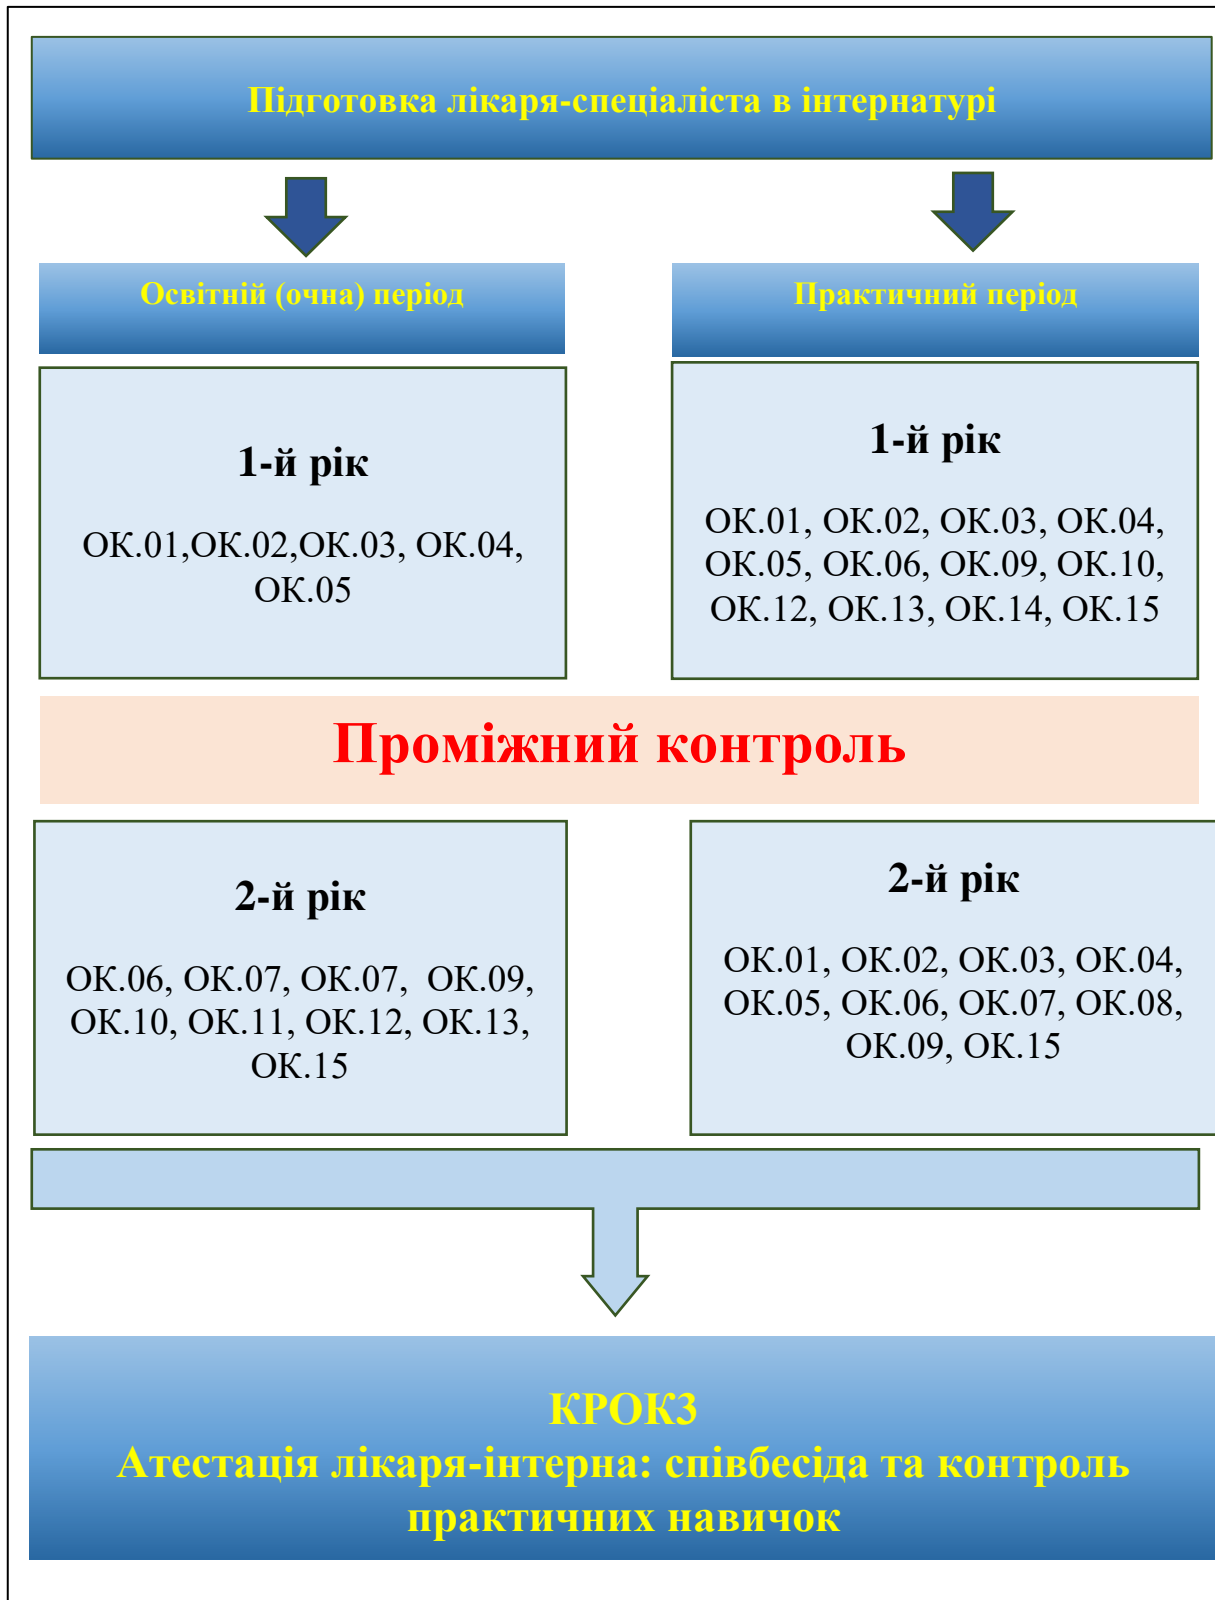 Підготовка лікаря-спеціаліста в інтернатурі
Освітній (очна) період
Практичний період
1-й рік
ОК.01,ОК.02,ОК.03, ОК.04,
ОК.05
1-й рік
ОК.01, ОК.02, ОК.03, ОК.04,
ОК.05, ОК.06, ОК.09, ОК.10,
ОК.12, ОК.13, ОК.14, ОК.15
Проміжний контроль
2-й рік
ОК.06, ОК.07, ОК.07, ОК.09,
ОК.10, ОК.11, ОК.12, ОК.13,
ОК.15
2-й рік
ОК.01, ОК.02, ОК.03, ОК.04,
ОК.05, ОК.06, ОК.07, ОК.08,
ОК.09, ОК.15
КРОК3
Атестація лікаря-інтерна: співбесіда та контроль
практичних навичок